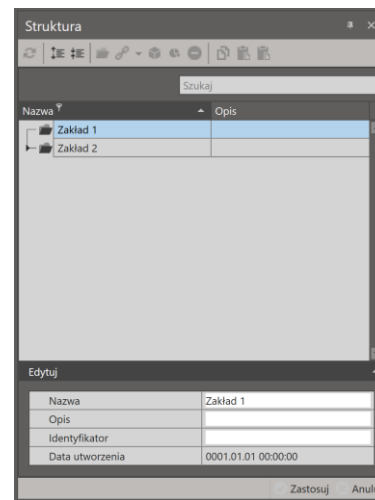 Struktura
Szukaj
Nazwa Opis
Zakład 1
Zakład 2
Edytuj
Nazwa Zakład 1
Opis
Identyfikator
Data utworzenia 0001.01.01 00:00:00
Zastosuj Anul